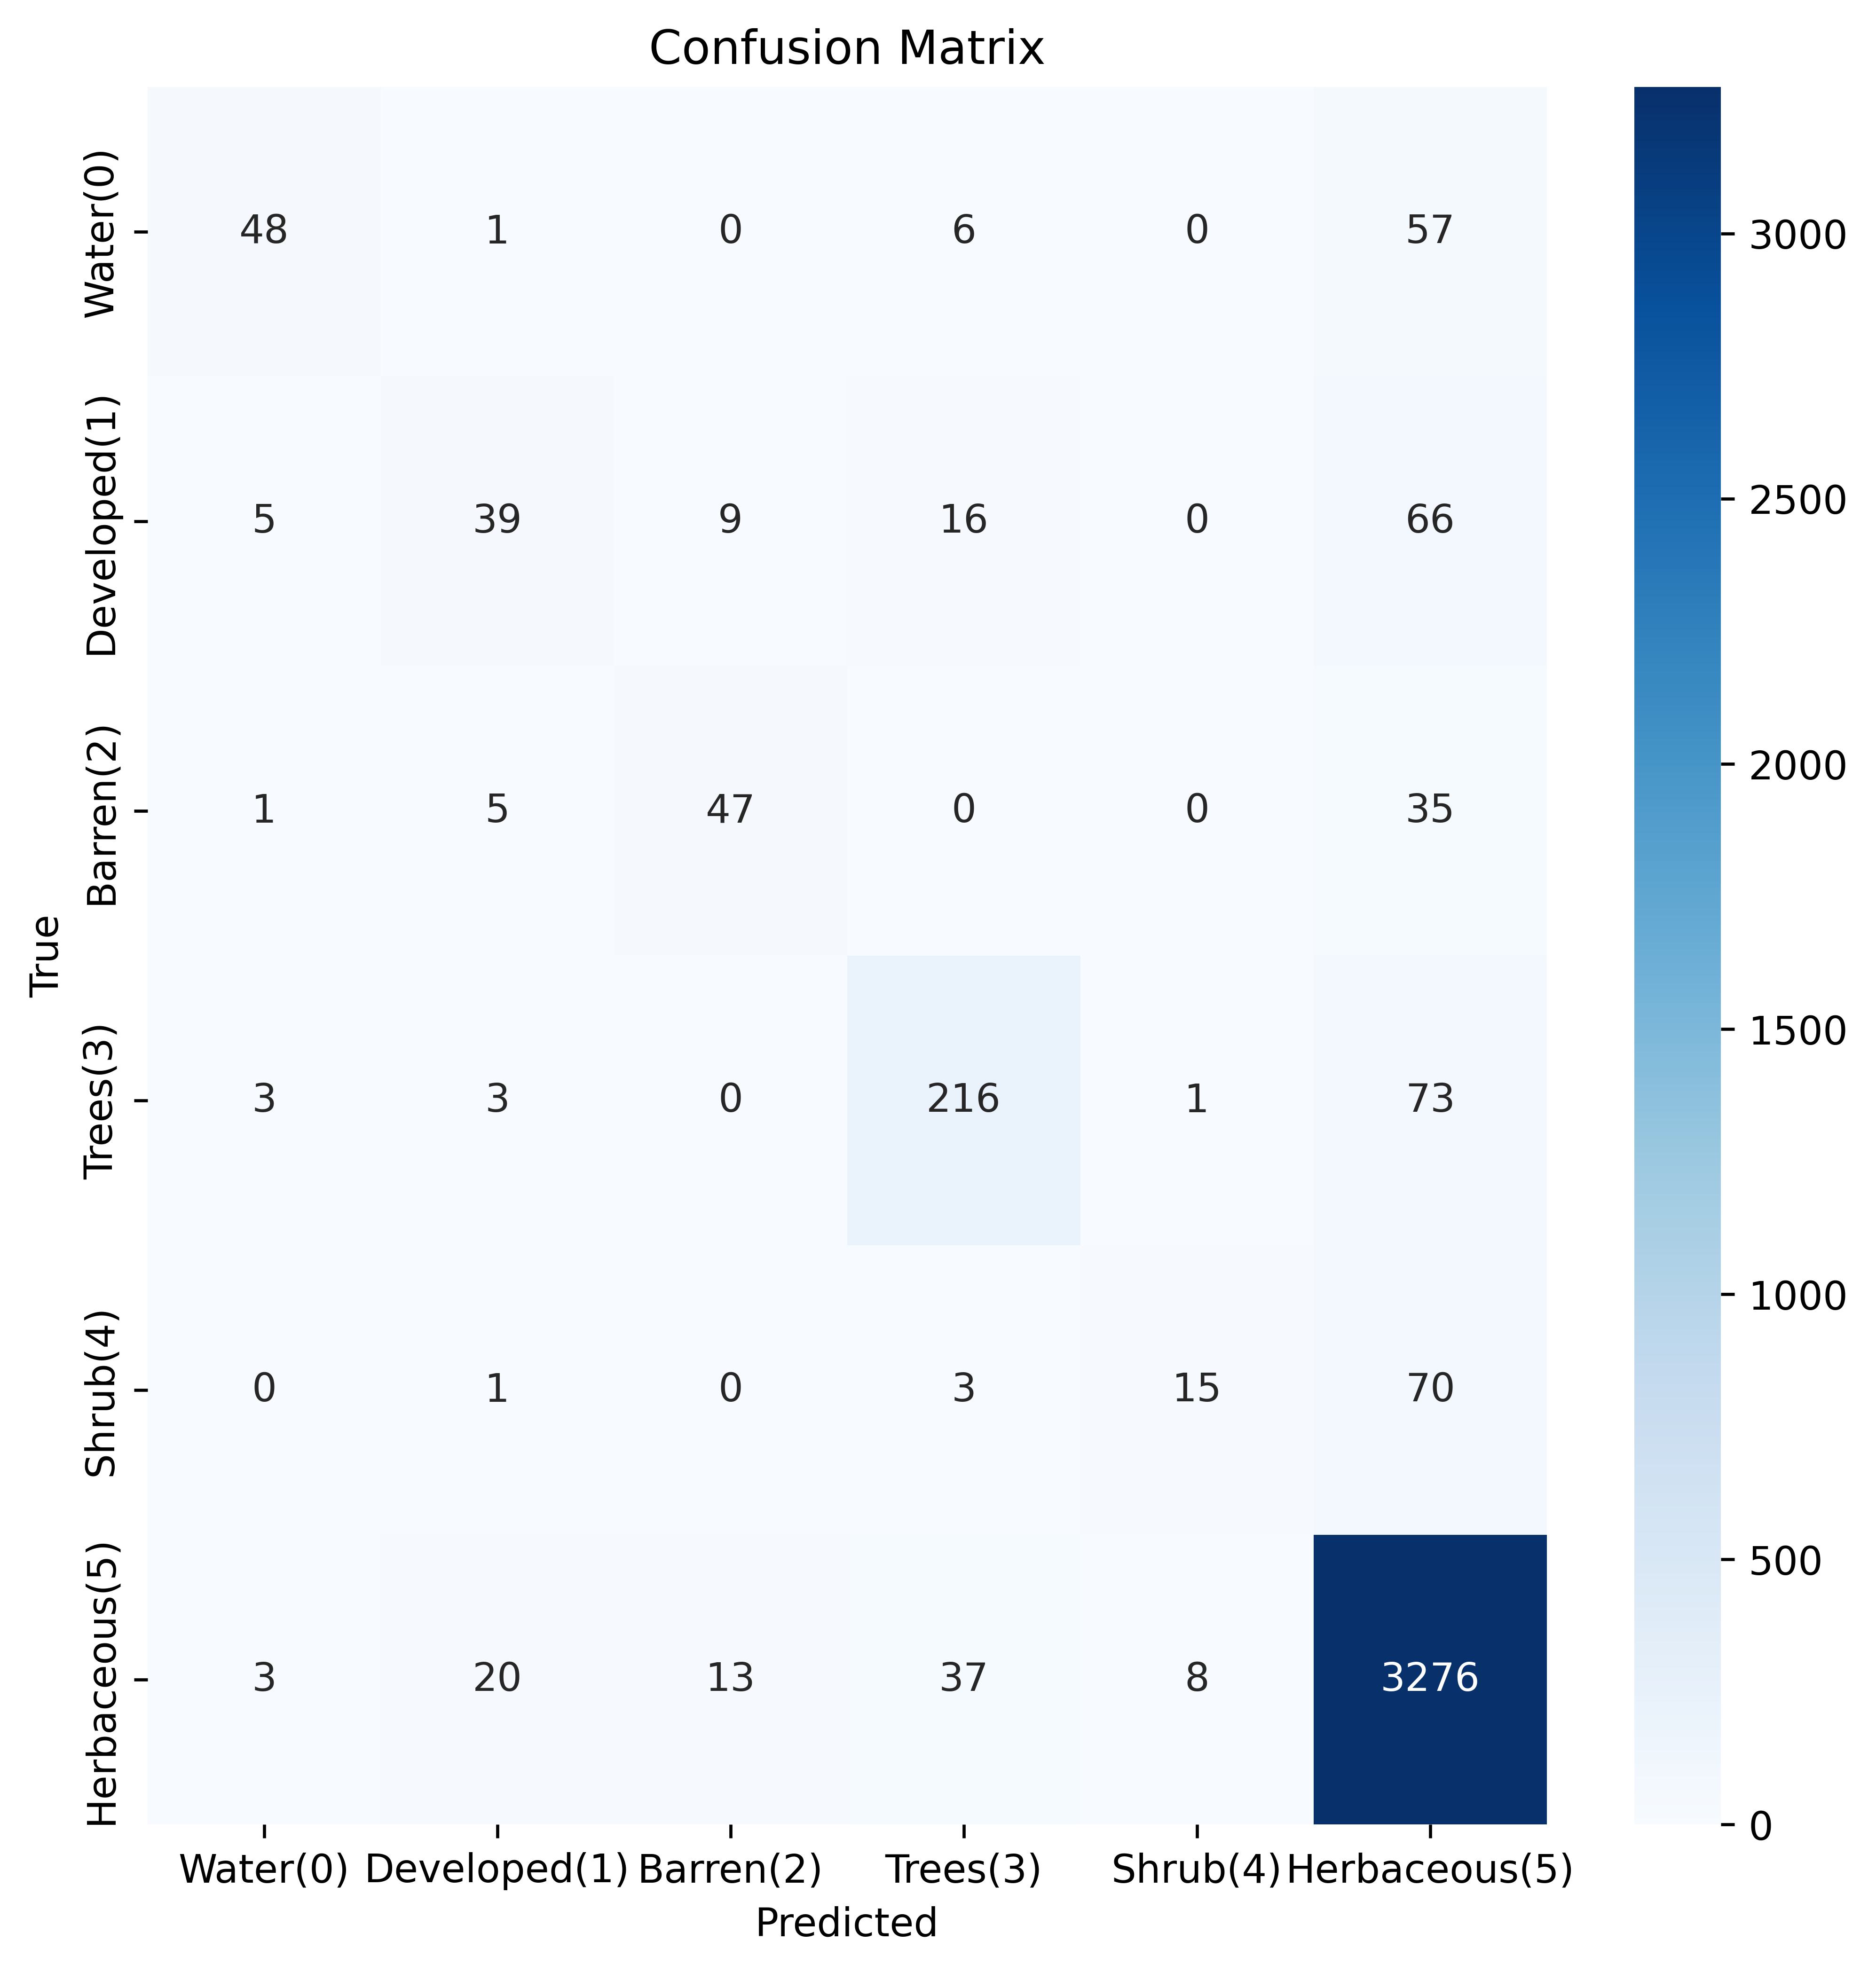 Confusion Matrix
True
Water(0)
48 1 0 6 0 57
Developed(1)
5 39 9 16 0 66
Barren(2)
1 5 47 0 0 35
Trees(3)
3 3 0 216 1 73
Shrub(4)
0 1 0 3 15 70
Herbaceous(5)
3 20 13 37 8 3276
Water(0) Developed(1) Barren(2) Trees(3) Shrub(4) Herbaceous(5)
Predicted
3000
2500
2000
1500
1000
500
0